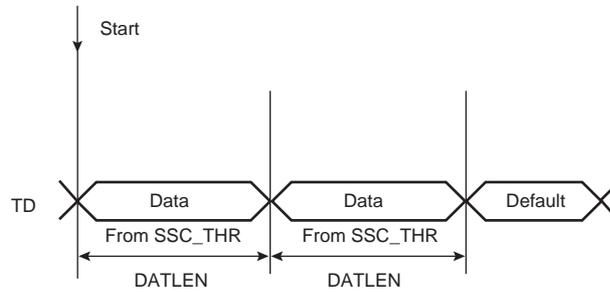 Start
TD
Data
Data
Default
From SSC_THR
From SSC_THR
DATLEN
DATLEN